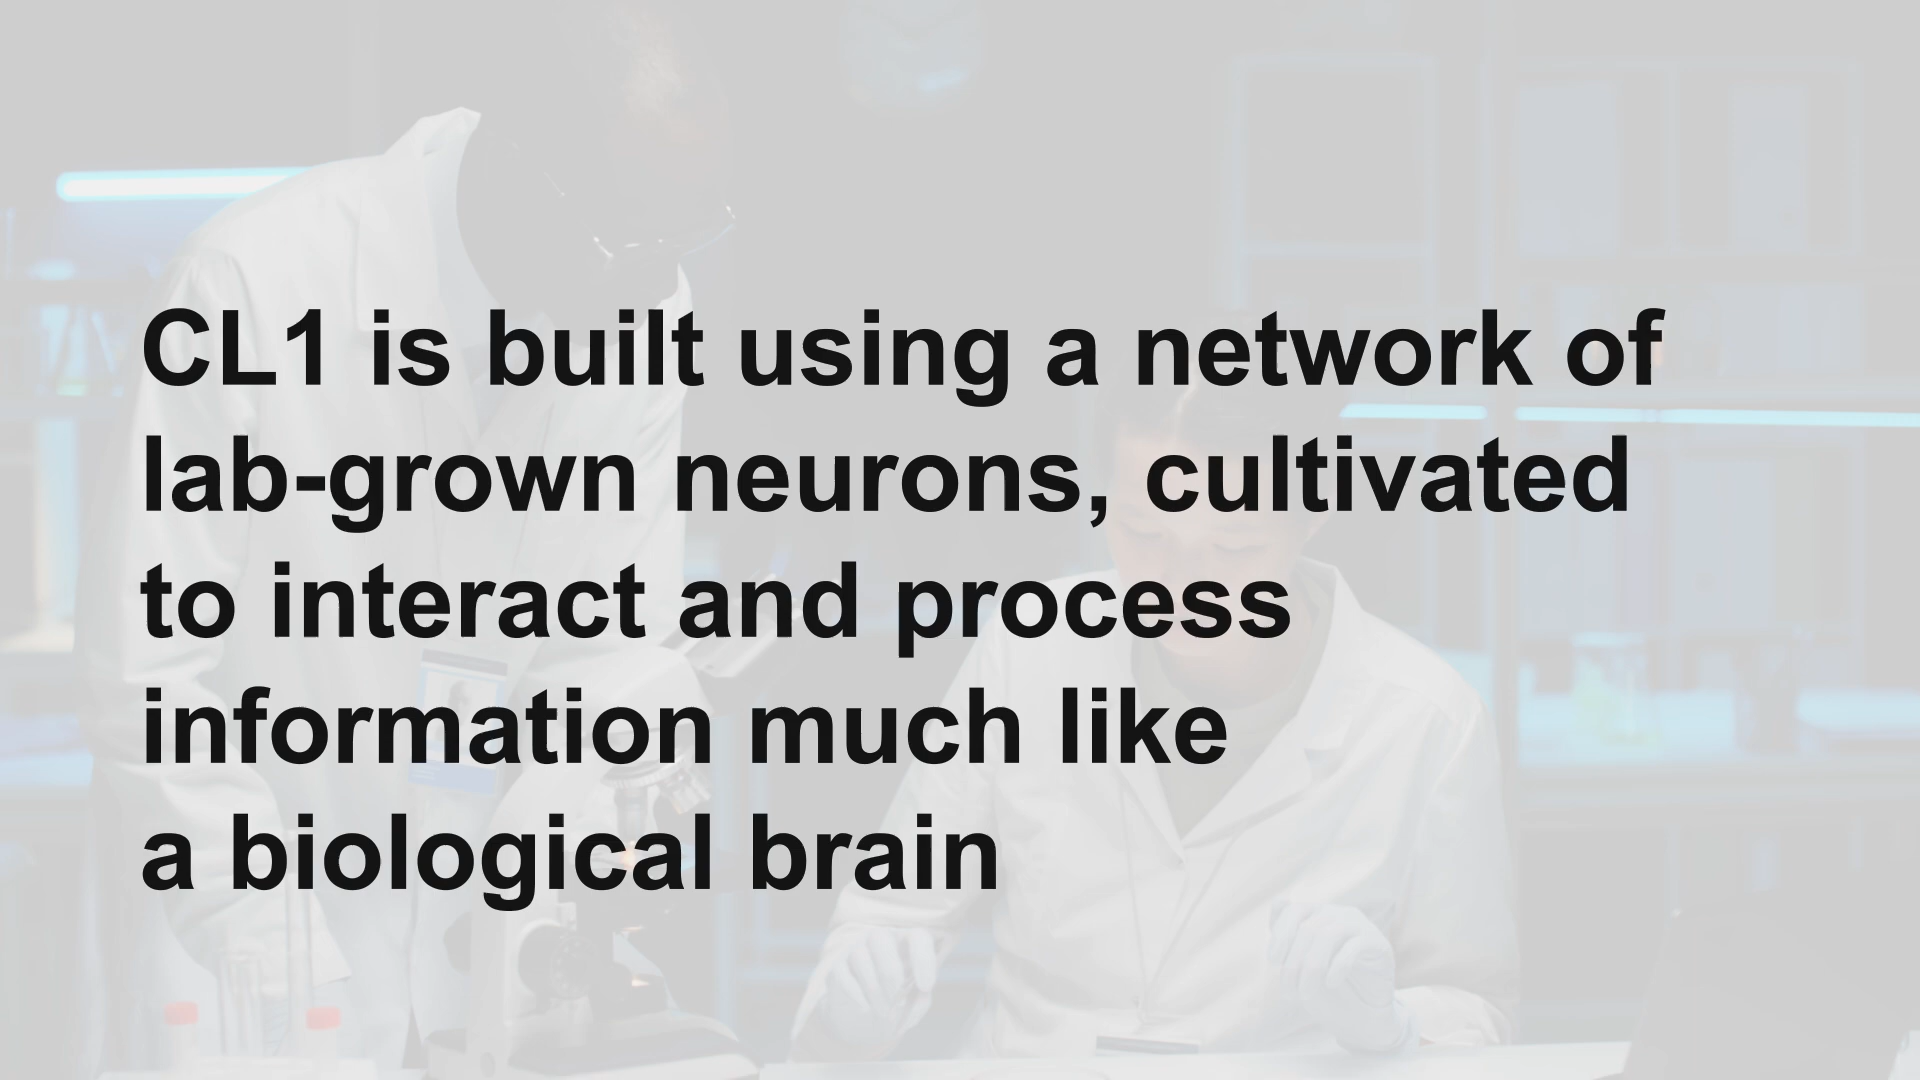 CL1 is built using a network of
lab-grown neurons, cultivated
to interact and process
information much like
a biological brain